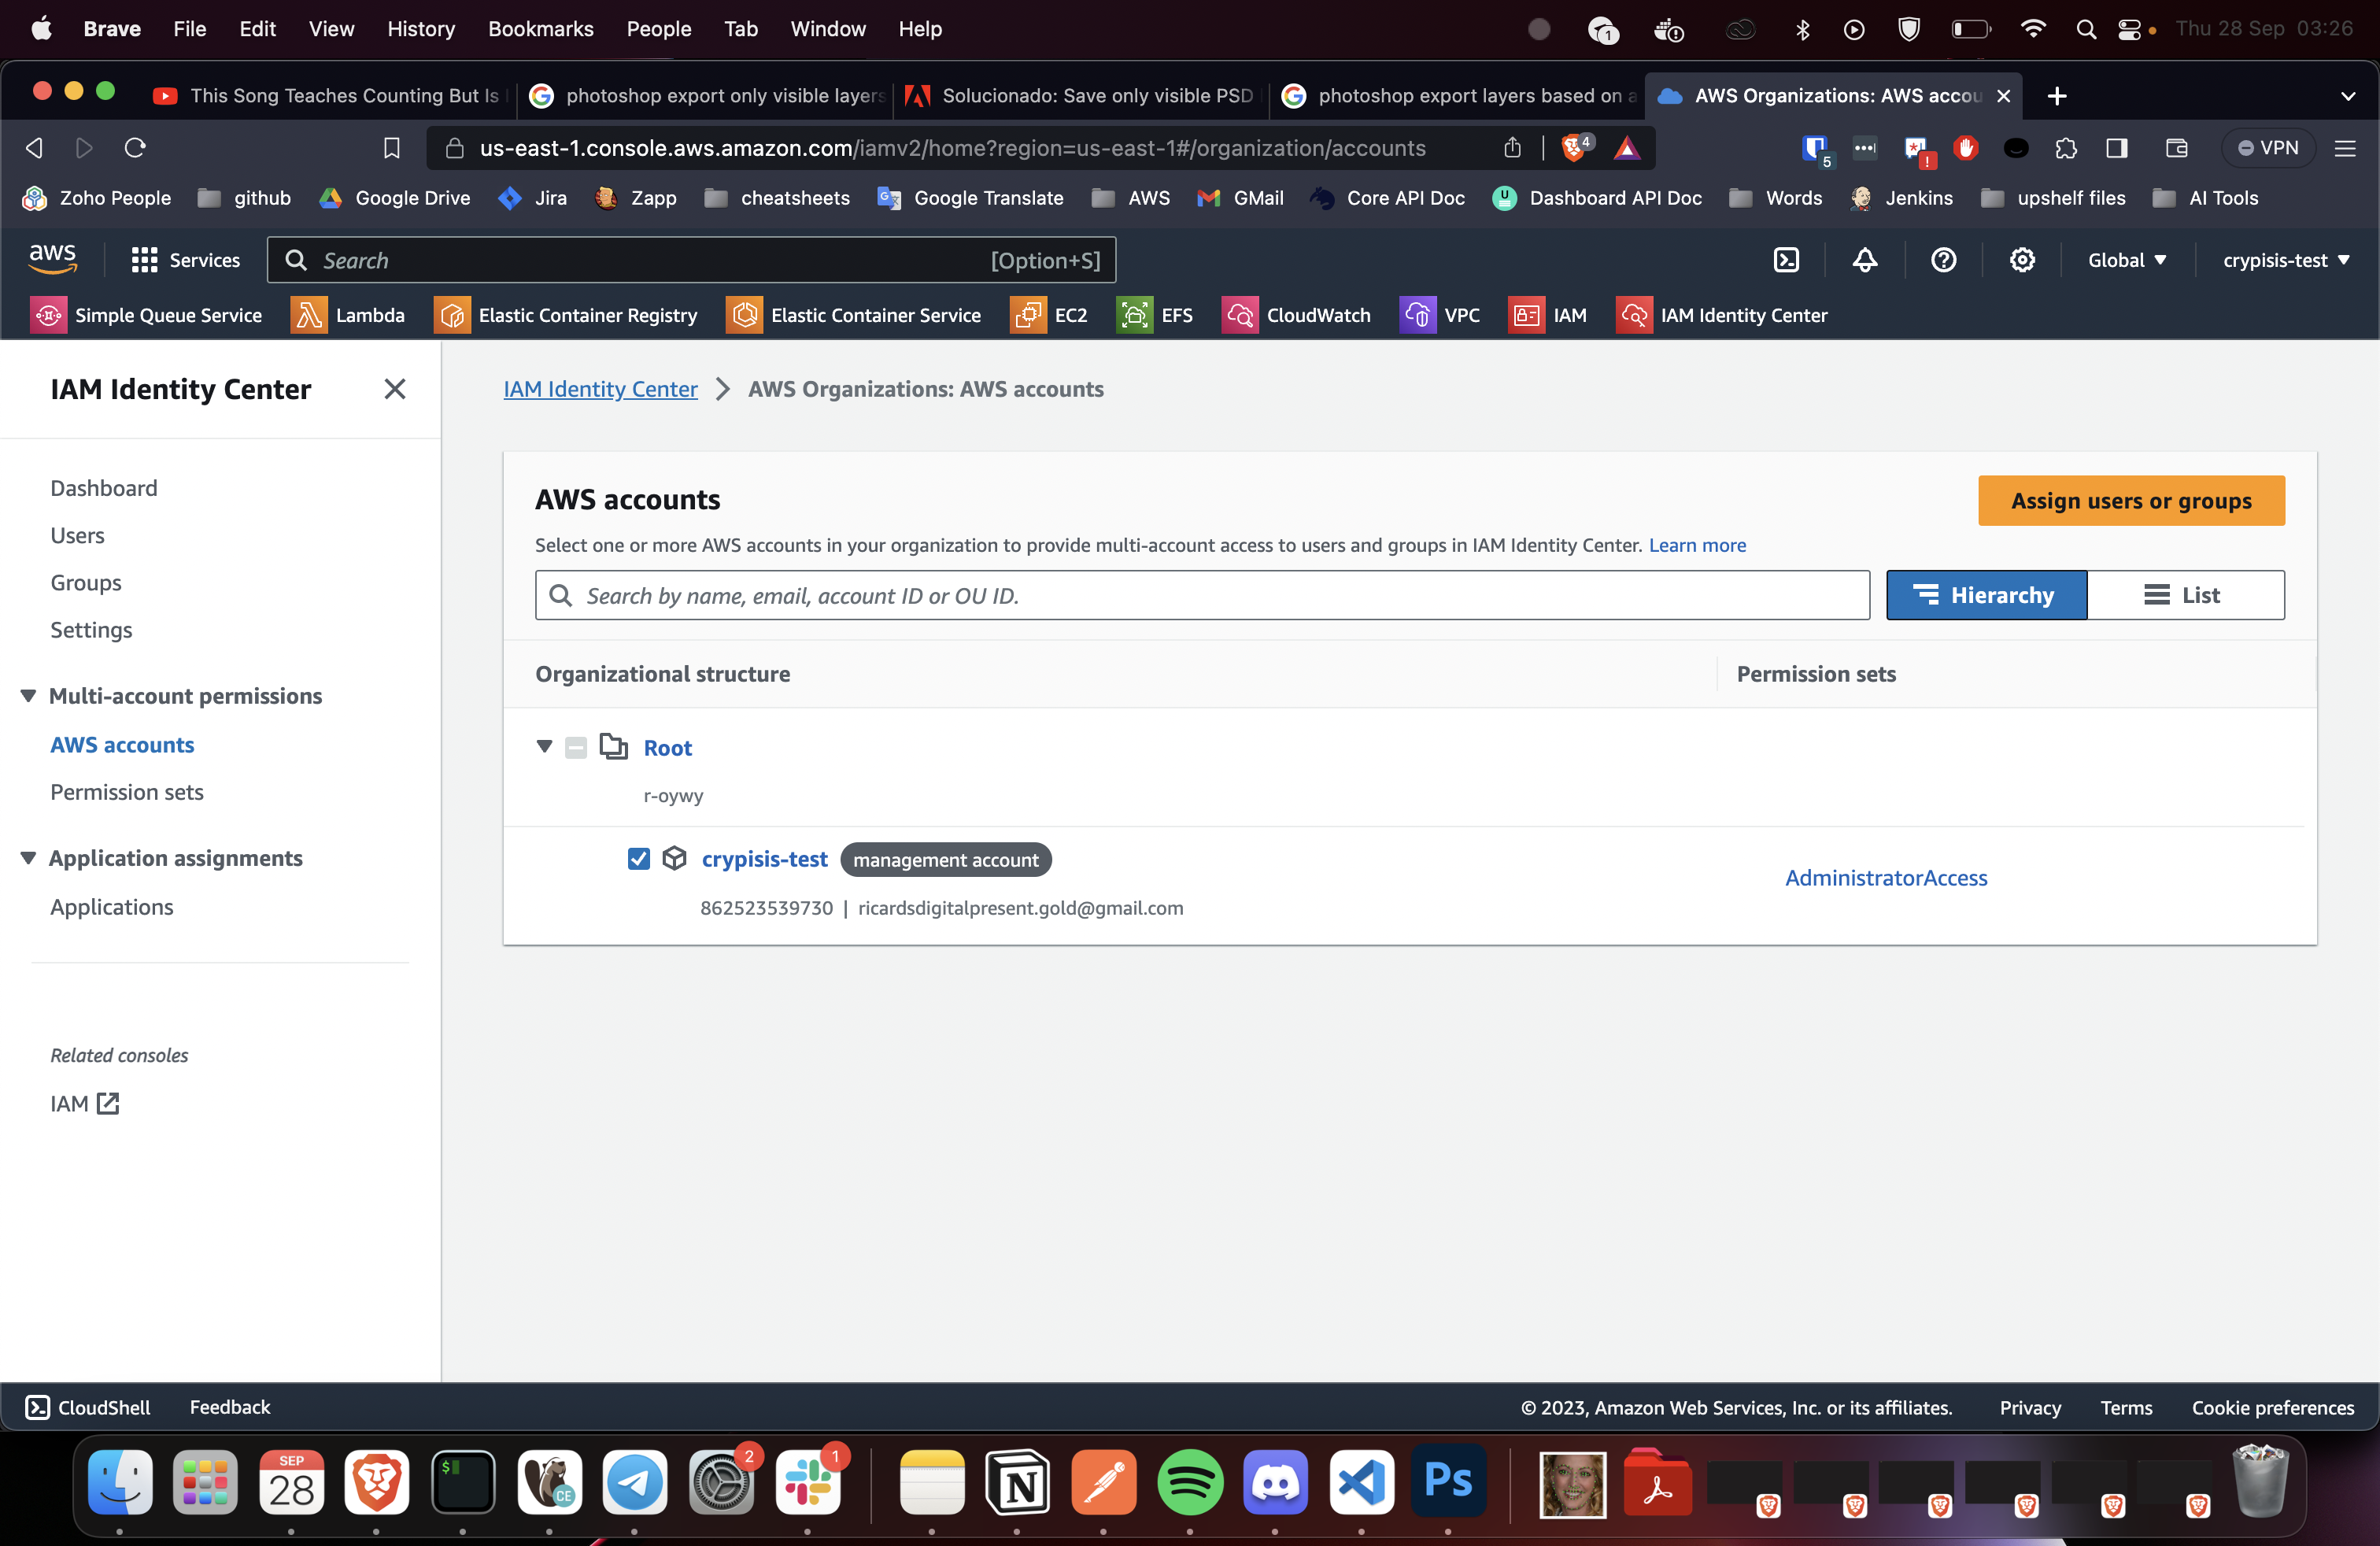 Brave File Edit View History Bookmarks People Tab Window Help 1 Thu 28 Sep 03:26
This Song Teaches Counting But Is photoshop export only visible layers Solucionado: Save only visible PSD photoshop export layers based on a AWS Organizations: AWS accou
us-east-1.console.aws.amazon.com/iamv2/home?region=us-east-1#/organization/accounts 4 5 ! VPN
Zoho People github Google Drive Jira Zapp cheatsheets Google Translate AWS GMail Core API Doc Dashboard API Doc Words Jenkins upshelf files AI Tools
aws Services Search [Option+S] Global crypisis-test
Simple Queue Service Lambda Elastic Container Registry Elastic Container Service EC2 EFS CloudWatch VPC IAM IAM Identity Center
IAM Identity Center
Dashboard
Users
Groups
Settings
Multi-account permissions
AWS accounts
Permission sets
Application assignments
Applications
Related consoles
IAM
IAM Identity Center > AWS Organizations: AWS accounts
AWS accounts
Assign users or groups
Select one or more AWS accounts in your organization to provide multi-account access to users and groups in IAM Identity Center. Learn more
Search by name, email, account ID or OU ID.
Hierarchy List
Organizational structure Permission sets
Root
r-oywy
crypisis-test management account
AdministratorAccess
862523539730 | ricardsdigitalpresent.gold@gmail.com
CloudShell Feedback © 2023, Amazon Web Services, Inc. or its affiliates. Privacy Terms Cookie preferences
SEP
28
$
CE
2
1
N
Ps